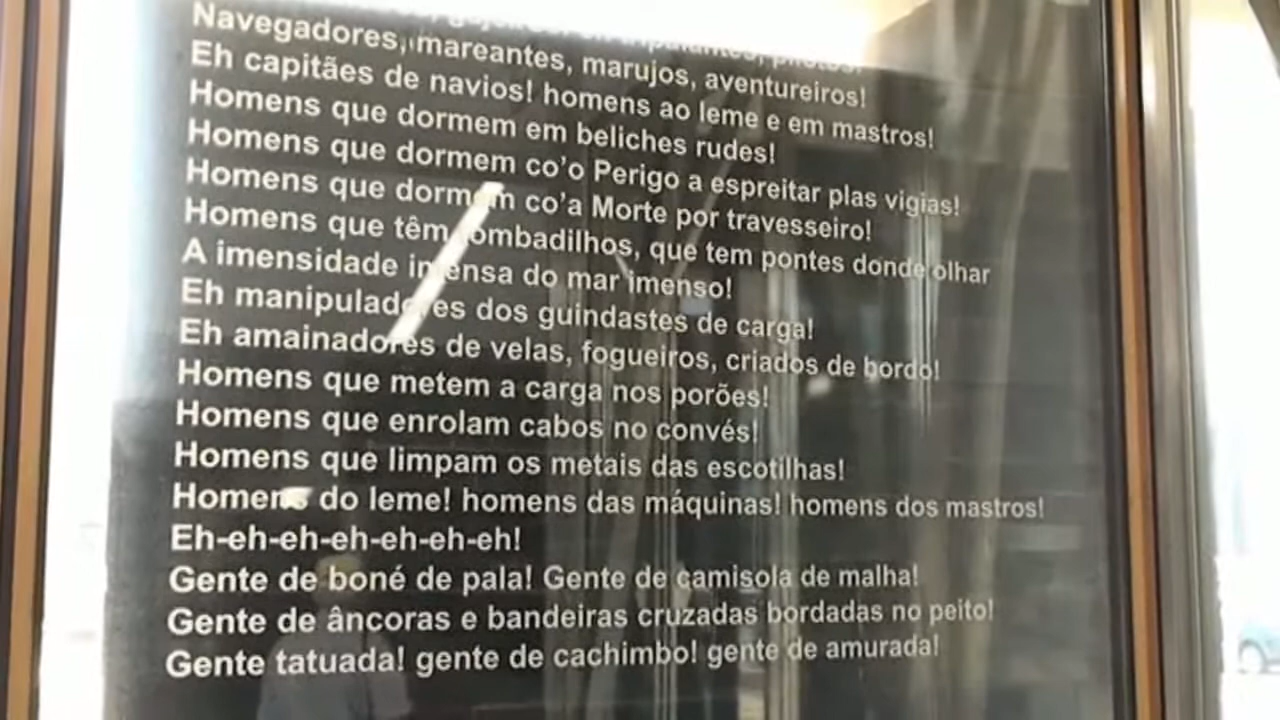 Navegadores, mareantes, marujos, aventureiros!
Eh capitães de navios! homens ao leme e em mastros!
Homens que dormem em beliches rudes!
Homens que dormem co'o Perigo a espreitar plas vigias!
Homens que dormem co'a Morte por travesseiro!
Homens que têm tombadilhos, que tem pontes donde olhar
A imensidade imensa do mar imenso!
Eh manipuladores dos guindastes de carga!
Eh amainadores de velas, fogueiros, criados de bordo!
Homens que metem a carga nos porões!
Homens que enrolam cabos no convés!
Homens que limpam os metais das escotilhas!
Homens do leme! homens das máquinas! homens dos mastros!
Eh-eh-eh-eh-eh-eh-eh!
Gente de boné de pala! Gente de camisola de malha!
Gente de âncoras e bandeiras cruzadas bordadas no peito!
Gente tatuada! gente de cachimbo! gente de amurada!